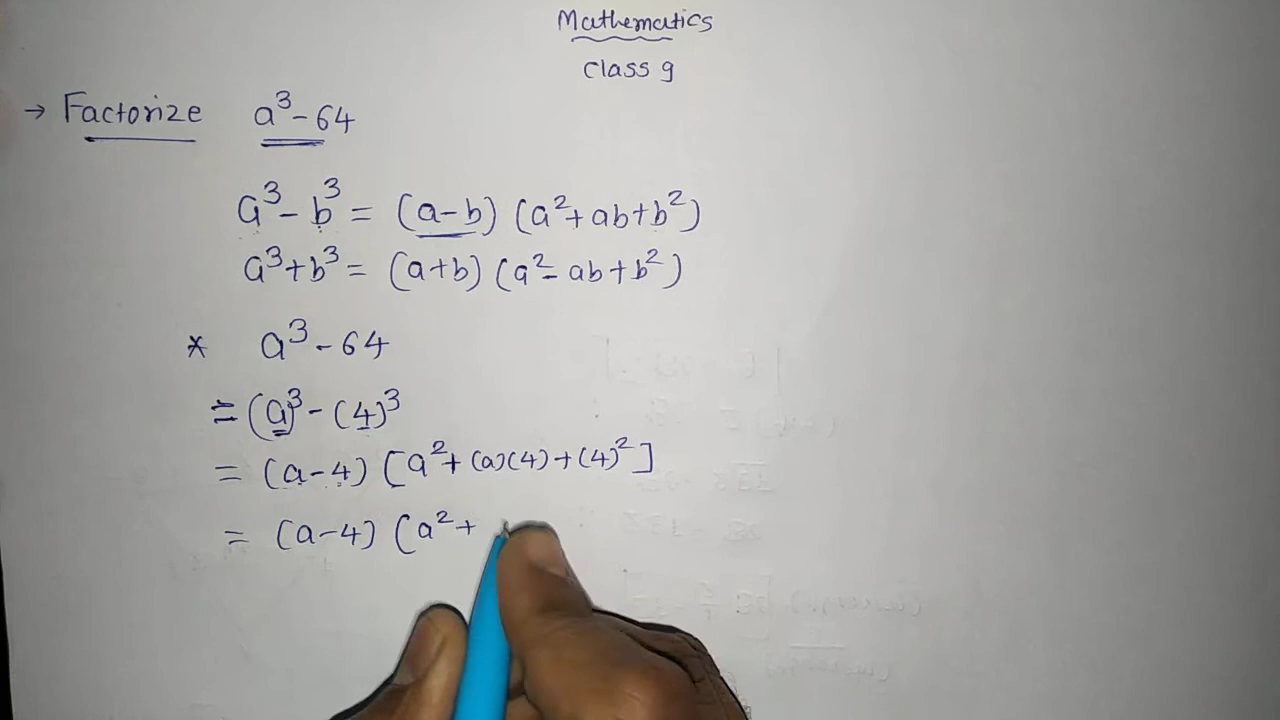 Mathematics
Class 9
→ Factorize a³ - 64
a³ - b³ = (a-b) (a² + ab + b²)
a³ + b³ = (a+b) (a² - ab + b²)
* a³ - 64
= (a)³ - (4)³
= (a-4) [a² + (a)(4) + (4)²]
= (a-4) (a² +